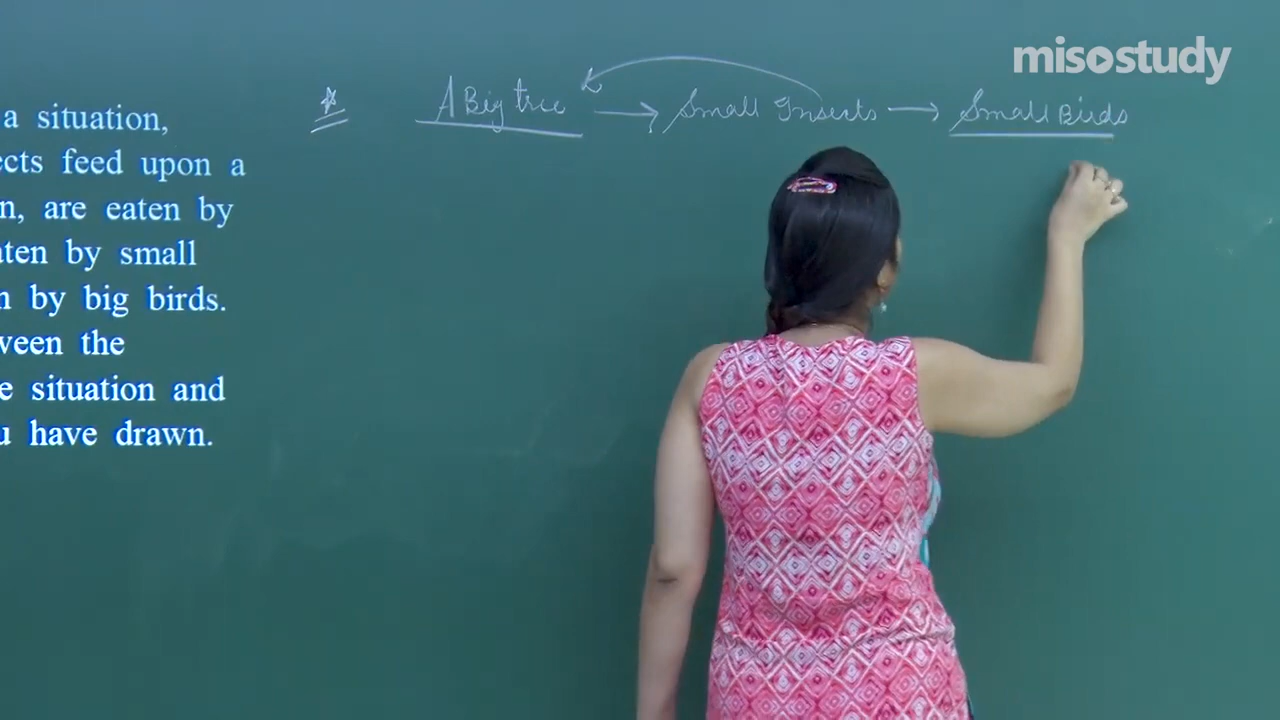 misostudy
a situation,
ects feed upon a
n, are eaten by
aten by small
n by big birds.
ween the
e situation and
u have drawn.
A Big tree → Small Insects → Small Birds